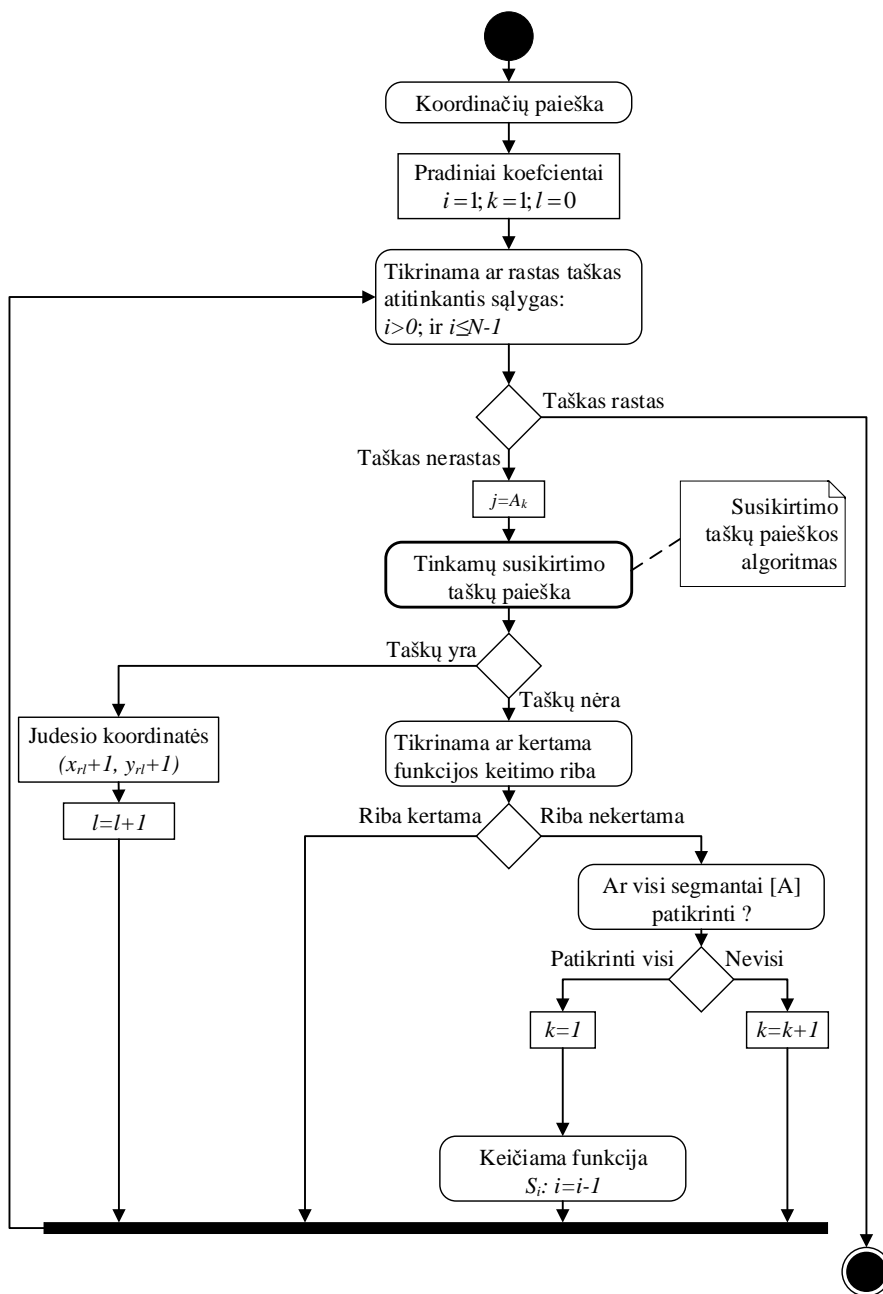 Koordinačių paieška
Pradiniai koefcientai
i=1; k=1; l=0
Tikrinama ar rastas taškas
atitinkantis sąlygas:
i>0; ir i≤N-1
Taškas rastas
Taškas nerastas
j=Aₖ
Susikirtimo
taškų paieškos
algoritmas
Tinkamų susikirtimo
taškų paieška
Taškų yra
Taškų nėra
Judesio koordinatės
(xrl+1, yrl+1)
l=l+1
Tikrinama ar kertama
funkcijos keitimo riba
Riba kertama
Riba nekertama
Ar visi segmantai [A]
patikrinti ?
Patikrinti visi
Nevisi
k=1
k=k+1
Keičiama funkcija
Sᵢ: i=i-1